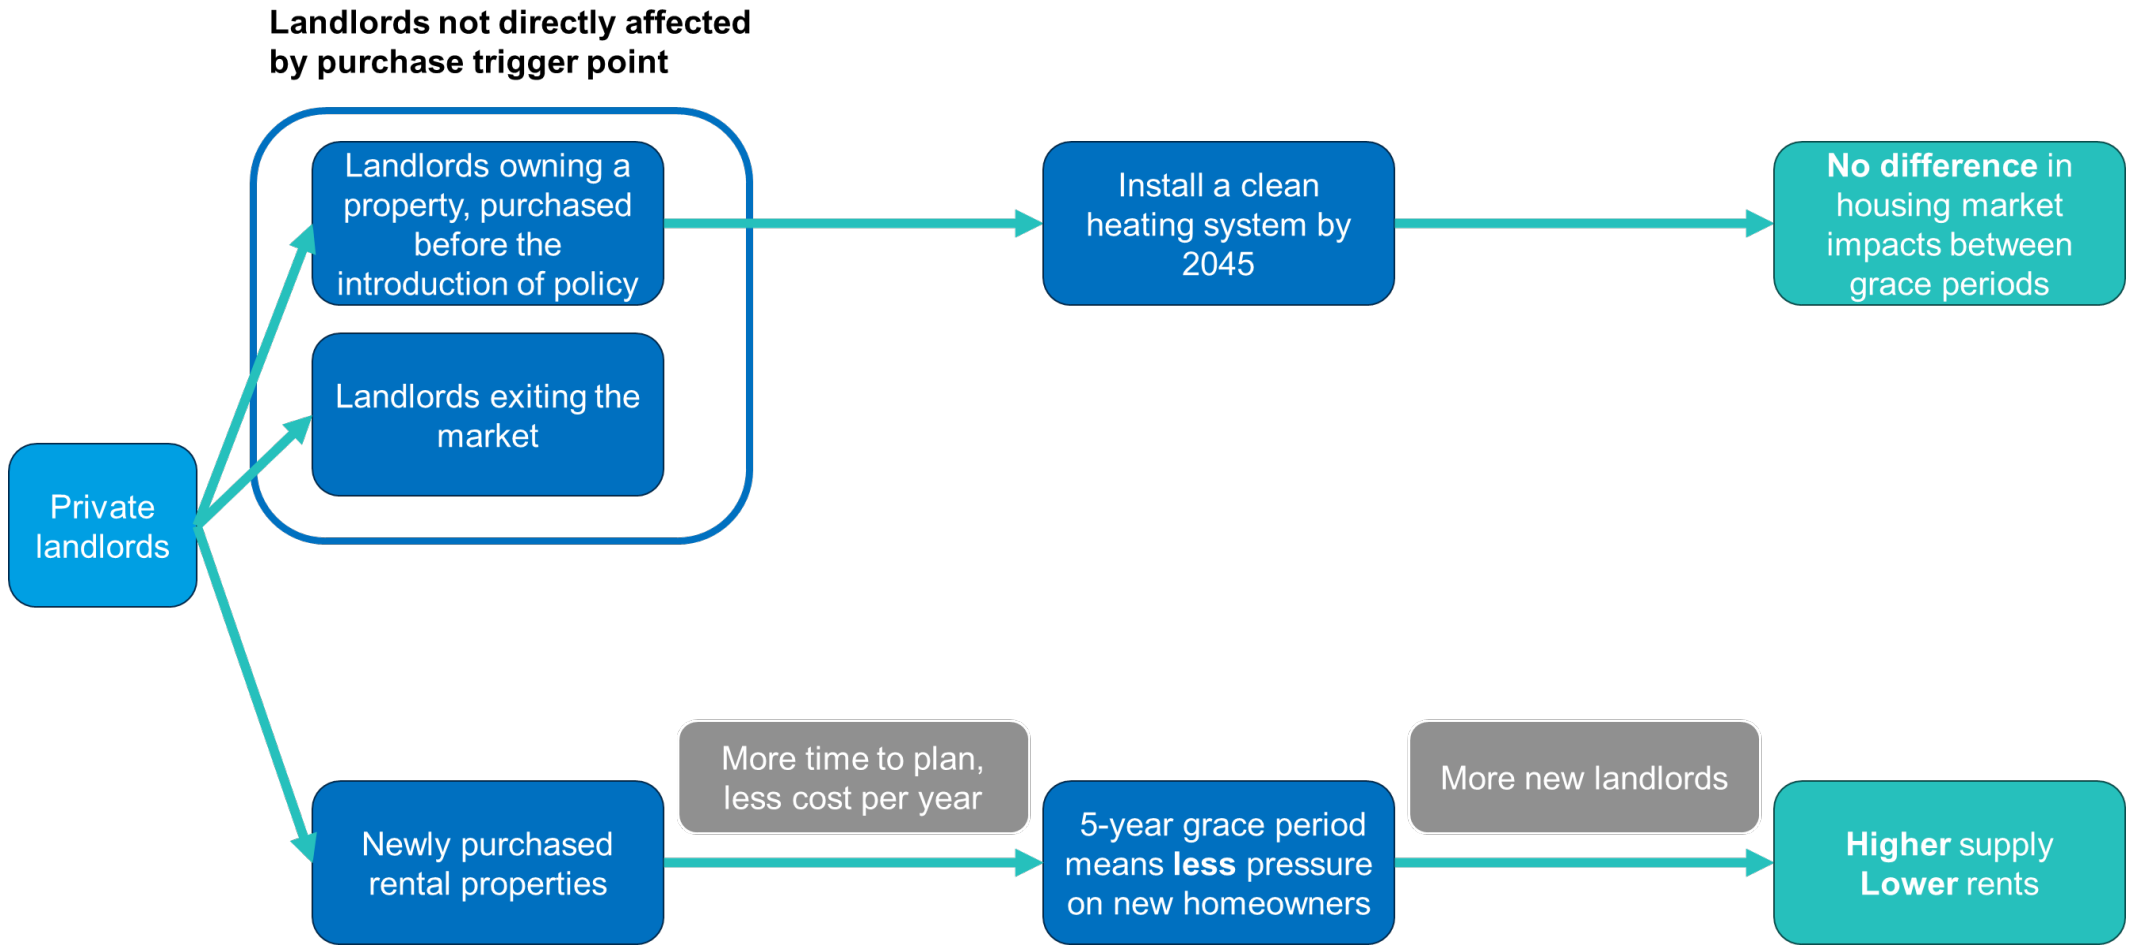 Landlords not directly affected
by purchase trigger point
Landlords owning a
property, purchased
before the
introduction of policy
Install a clean
heating system by
2045
No difference in
housing market
impacts between
grace periods
Landlords exiting the
market
Private
landlords
More time to plan,
less cost per year
More new landlords
Newly purchased
rental properties
5-year grace period
means less pressure
on new homeowners
Higher supply
Lower rents